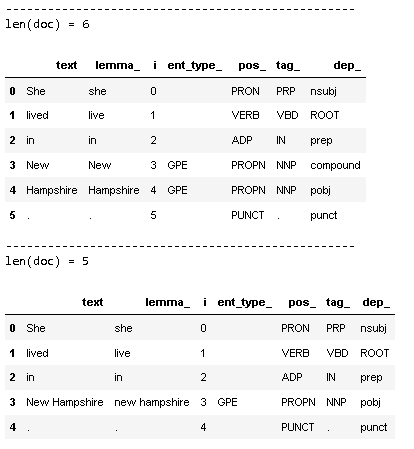 --------------------------------------------------
len(doc) = 6
text lemma_ i ent_type_ pos_ tag_ dep_
0 She she 0 PRON PRP nsubj
1 lived live 1 VERB VBD ROOT
2 in in 2 ADP IN prep
3 New New 3 GPE PROPN NNP compound
4 Hampshire Hampshire 4 GPE PROPN NNP pobj
5 . . 5 PUNCT . punct
--------------------------------------------------
len(doc) = 5
text lemma_ i ent_type_ pos_ tag_ dep_
0 She she 0 PRON PRP nsubj
1 lived live 1 VERB VBD ROOT
2 in in 2 ADP IN prep
3 New Hampshire new hampshire 3 GPE PROPN NNP pobj
4 . . 4 PUNCT . punct